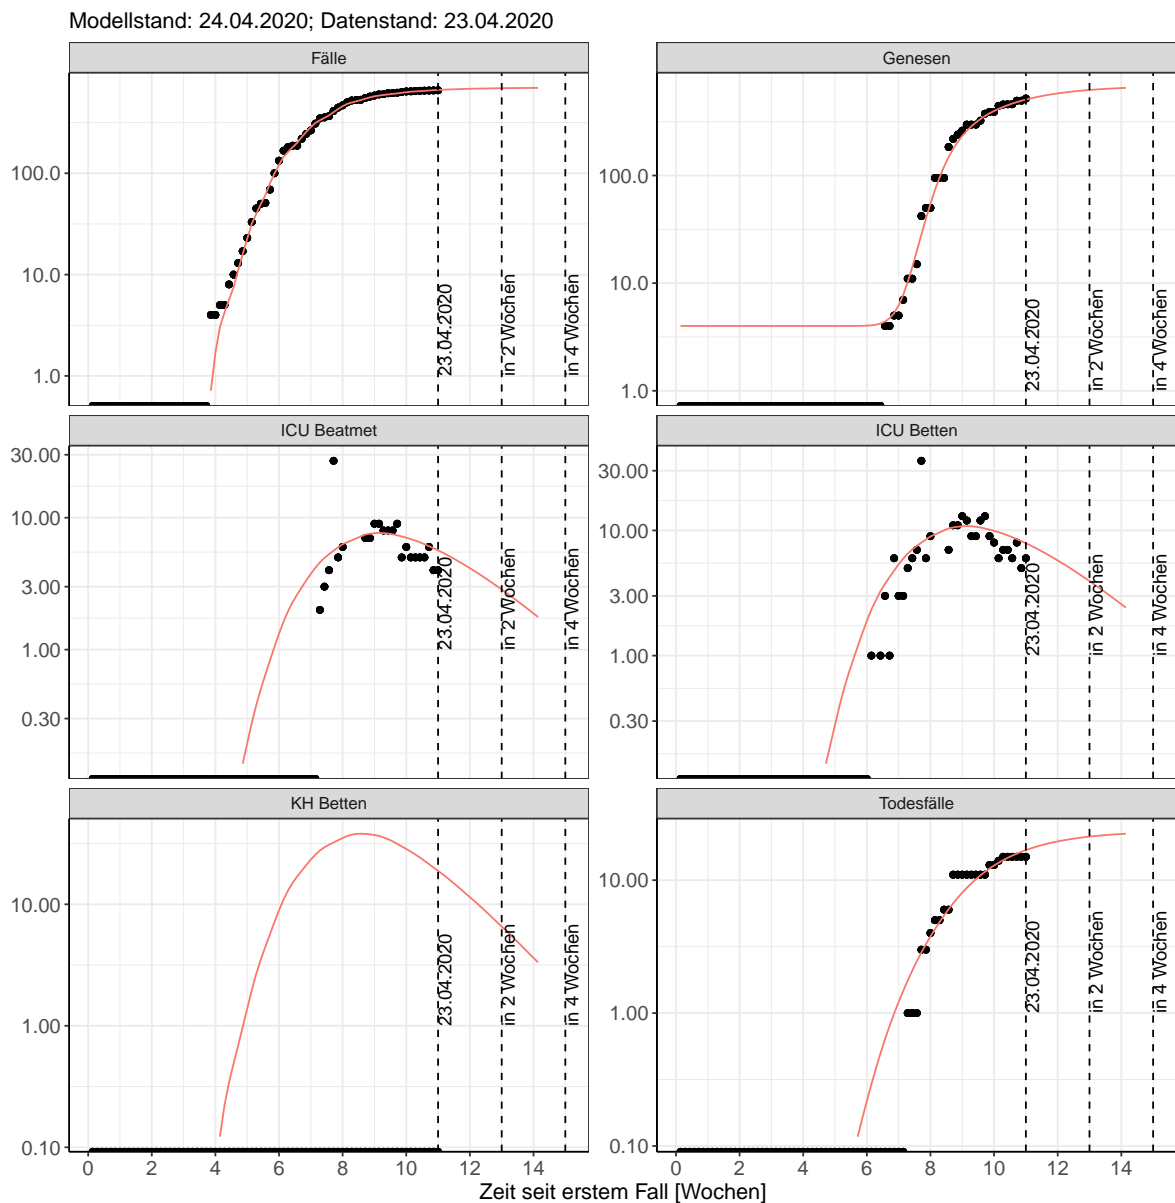 Modellstand: 24.04.2020; Datenstand: 23.04.2020
Fälle
100.0
10.0
1.0
23.04.2020
in 2 Wochen
in 4 Wochen
Genesen
100.0
10.0
1.0
23.04.2020
in 2 Wochen
in 4 Wochen
ICU Beatmet
30.00
10.00
3.00
1.00
0.30
23.04.2020
in 2 Wochen
in 4 Wochen
ICU Betten
30.00
10.00
3.00
1.00
0.30
23.04.2020
in 2 Wochen
in 4 Wochen
KH Betten
10.00
1.00
0.10
23.04.2020
in 2 Wochen
in 4 Wochen
0 2 4 6 8 10 12 14
Todesfälle
10.00
1.00
0.10
23.04.2020
in 2 Wochen
in 4 Wochen
0 2 4 6 8 10 12 14
Zeit seit erstem Fall [Wochen]